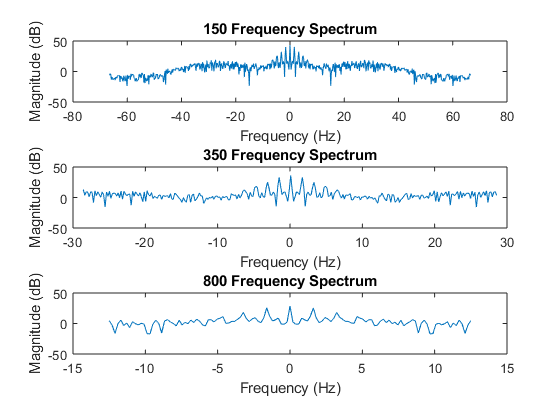 150 Frequency Spectrum
Magnitude (dB)
50
0
-50
-80 -60 -40 -20 0 20 40 60 80
Frequency (Hz)
350 Frequency Spectrum
Magnitude (dB)
50
0
-50
-30 -20 -10 0 10 20 30
Frequency (Hz)
800 Frequency Spectrum
Magnitude (dB)
50
0
-50
-15 -10 -5 0 5 10 15
Frequency (Hz)